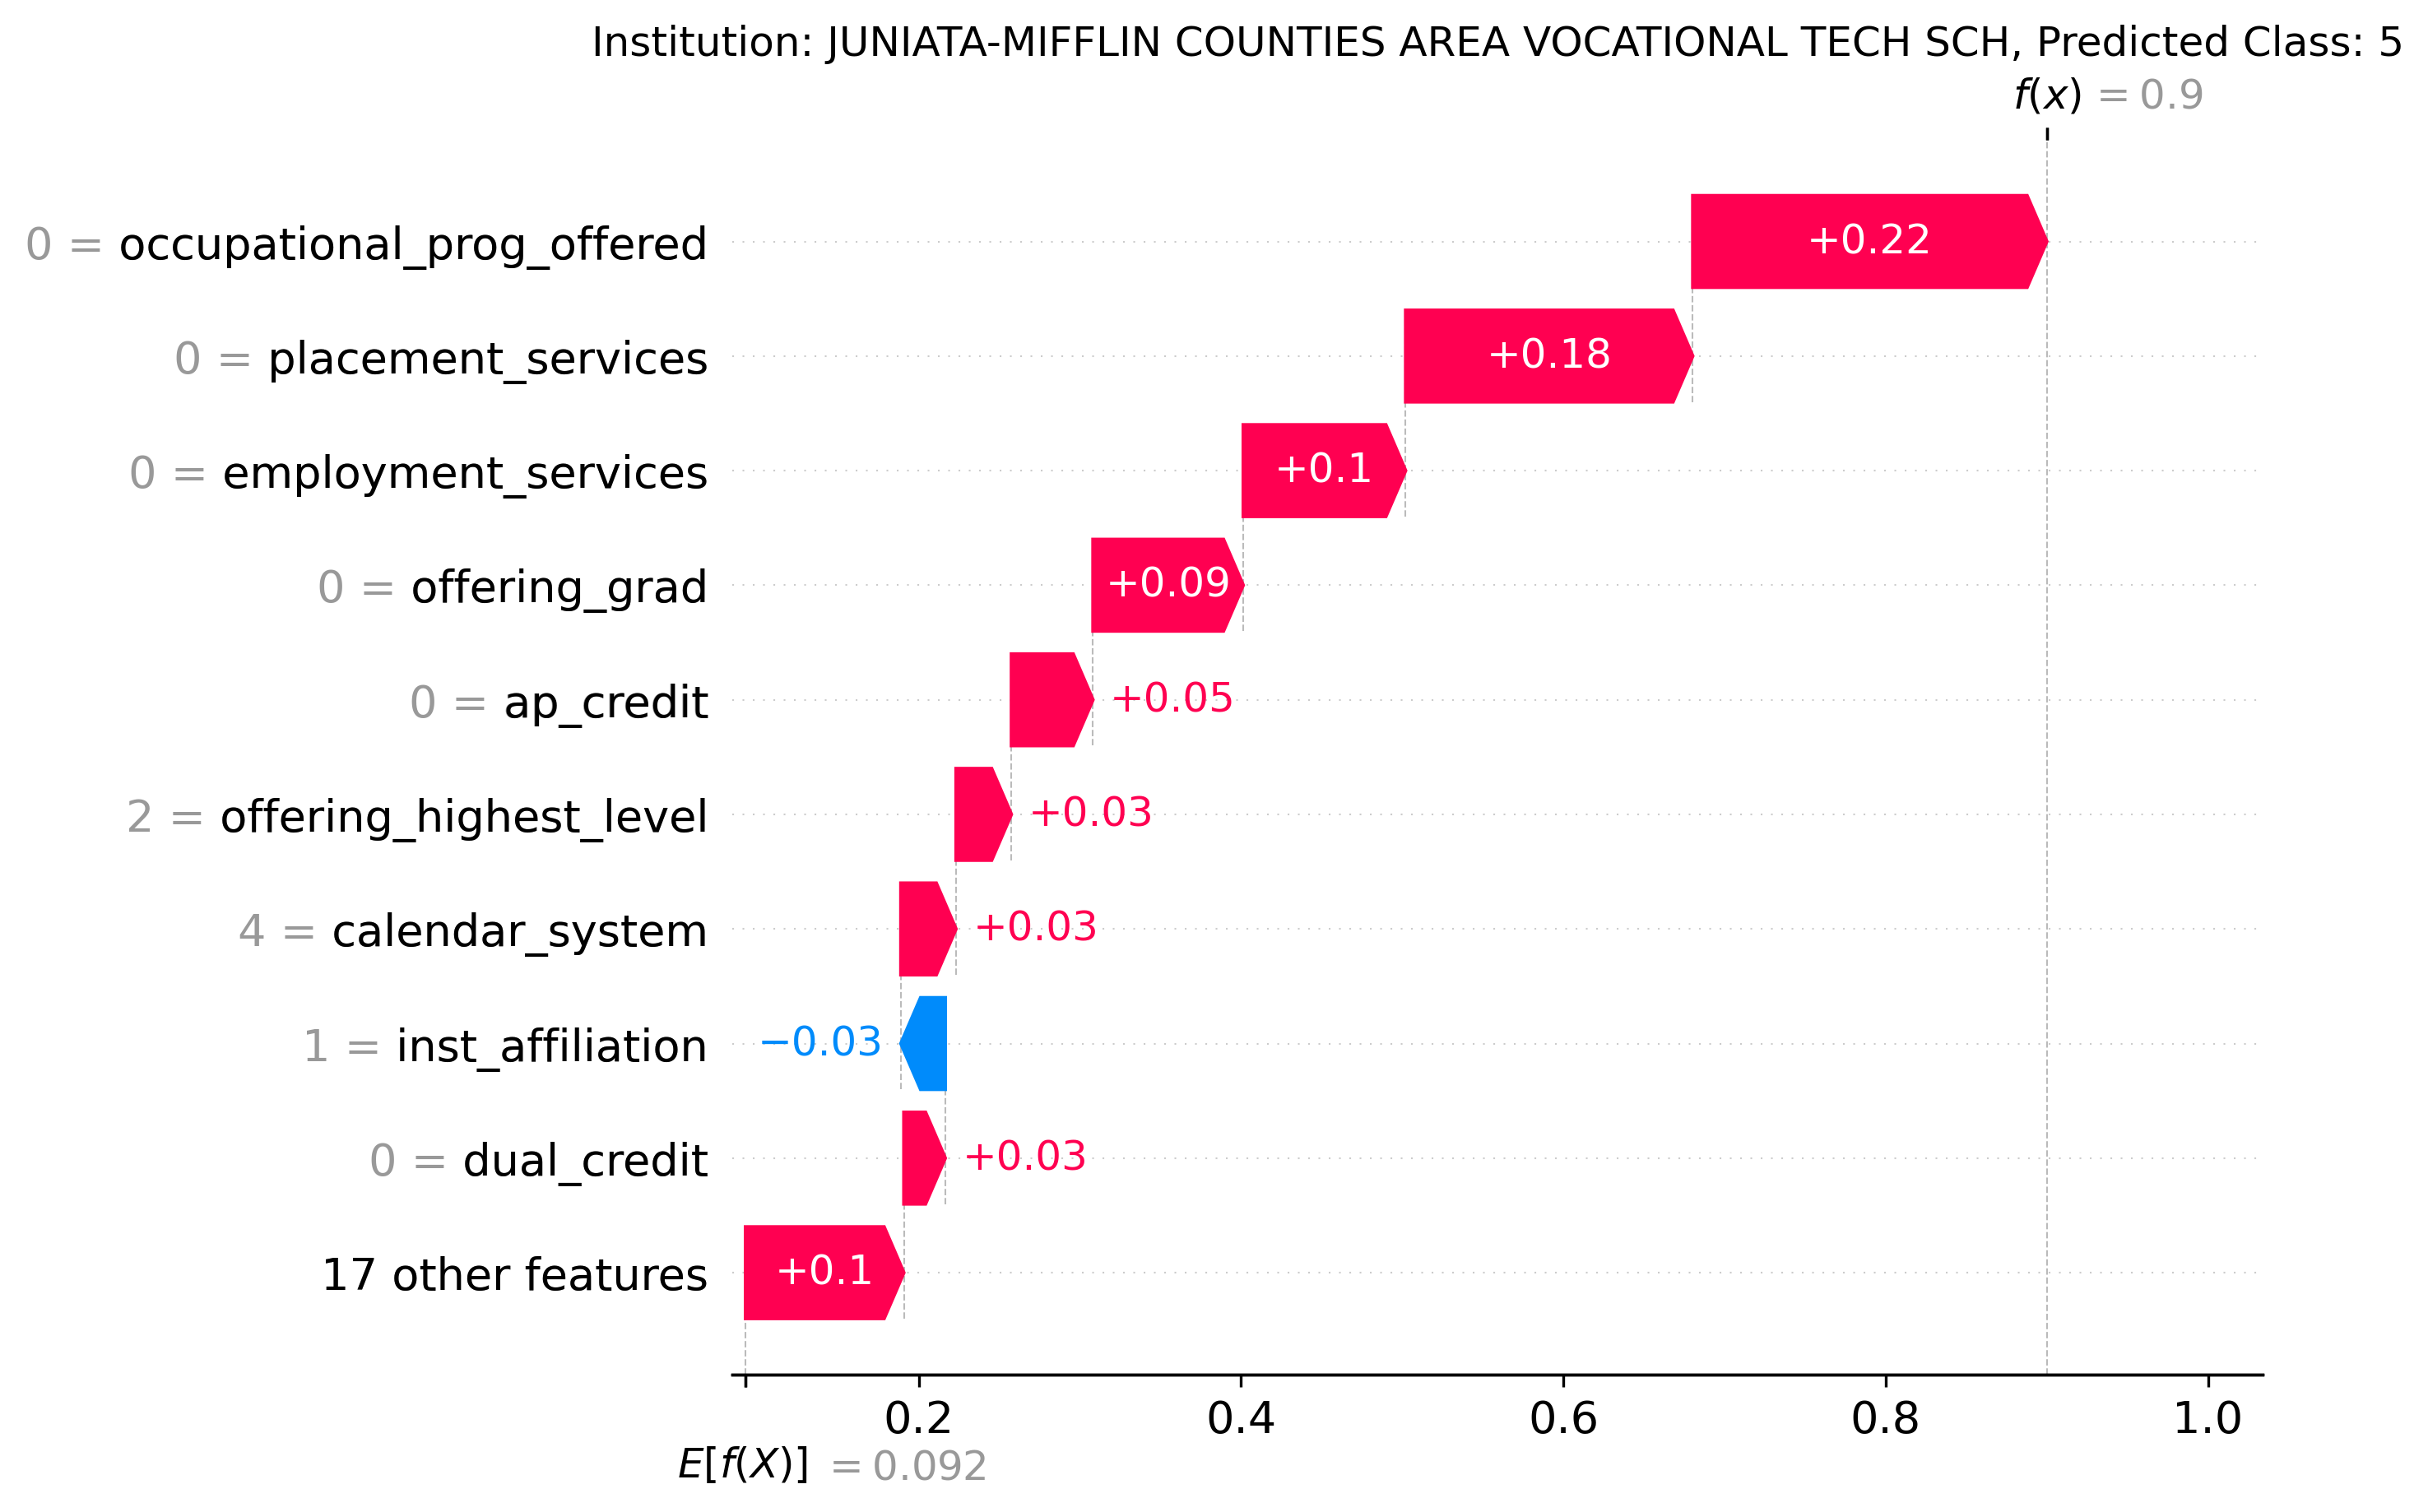 Institution: JUNIATA-MIFFLIN COUNTIES AREA VOCATIONAL TECH SCH, Predicted Class: 5
f(x) = 0.9
0 = occupational_prog_offered +0.22
0 = placement_services +0.18
0 = employment_services +0.1
0 = offering_grad +0.09
0 = ap_credit +0.05
2 = offering_highest_level +0.03
4 = calendar_system +0.03
1 = inst_affiliation −0.03
0 = dual_credit +0.03
17 other features +0.1
0.2 0.4 0.6 0.8 1.0
E[f(X)] = 0.092